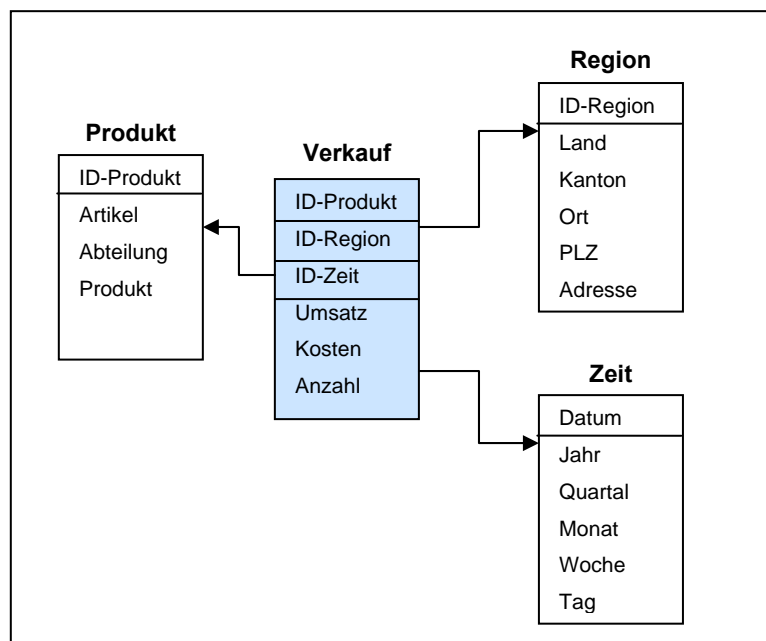 Produkt
ID-Produkt
Artikel
Abteilung
Produkt
Verkauf
ID-Produkt
ID-Region
ID-Zeit
Umsatz
Kosten
Anzahl
Region
ID-Region
Land
Kanton
Ort
PLZ
Adresse
Zeit
Datum
Jahr
Quartal
Monat
Woche
Tag